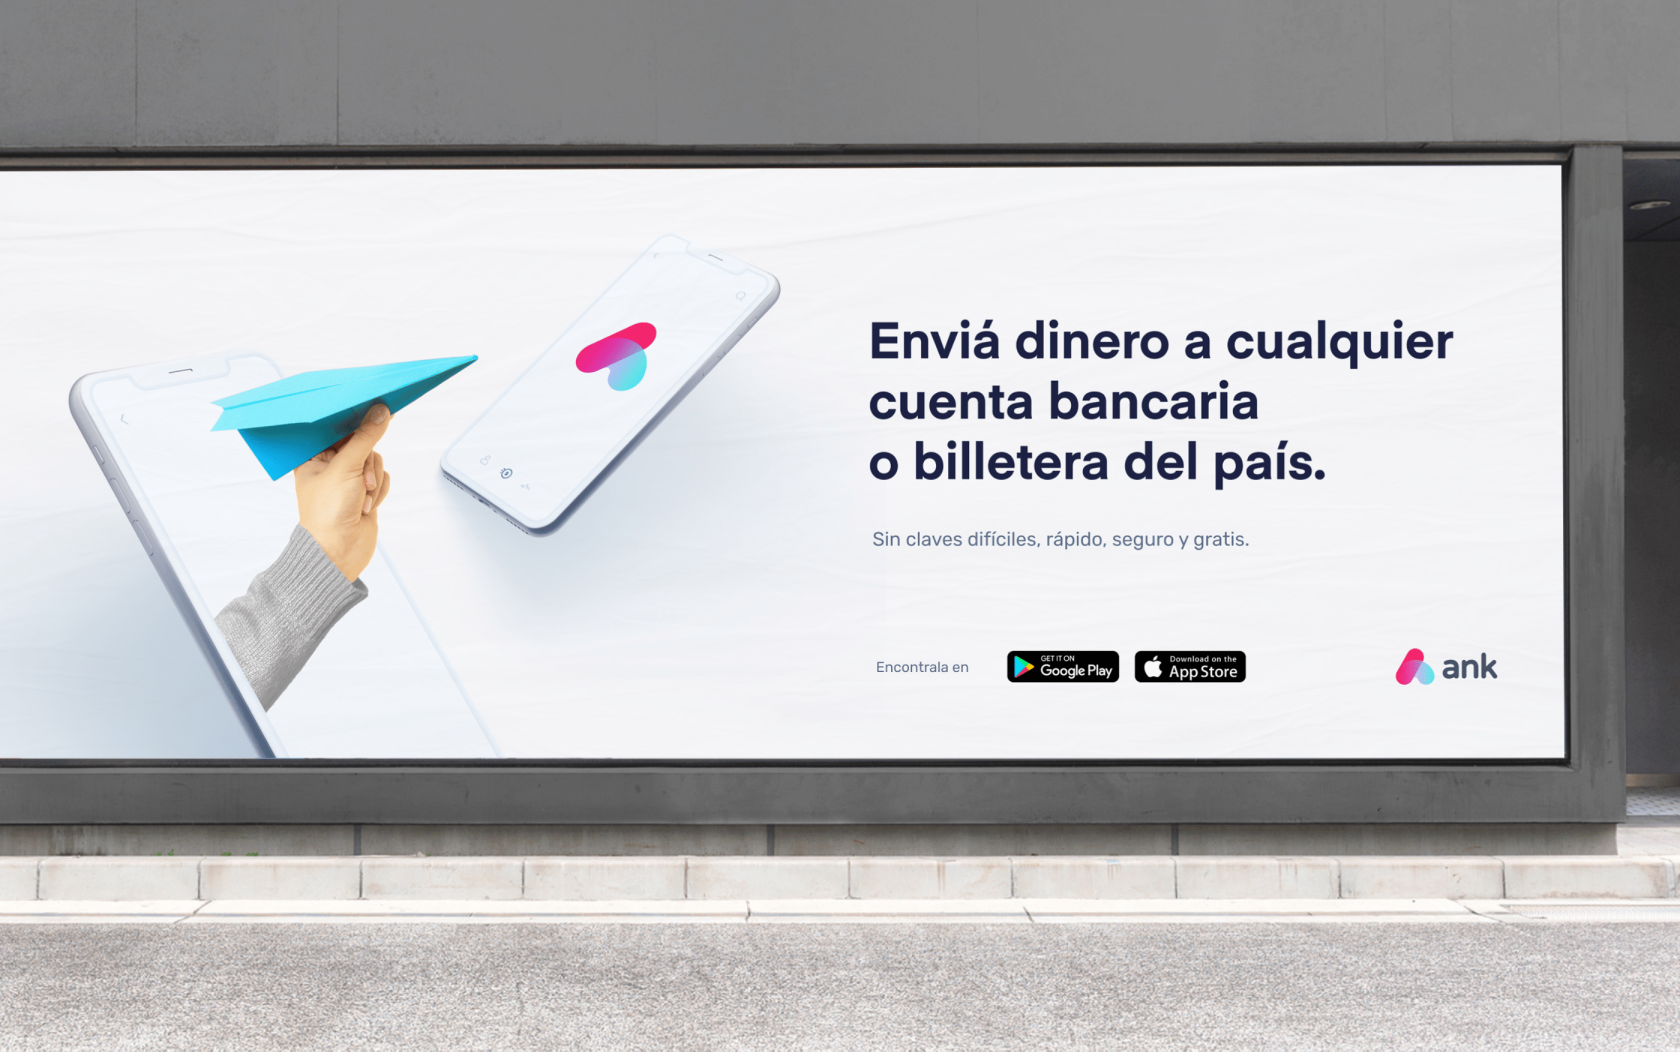 Enviá dinero a cualquier
cuenta bancaria
o billetera del país.
Sin claves difíciles, rápido, seguro y gratis.
Encontrala en
GET IT ON
Google Play
Download on the
App Store
ank